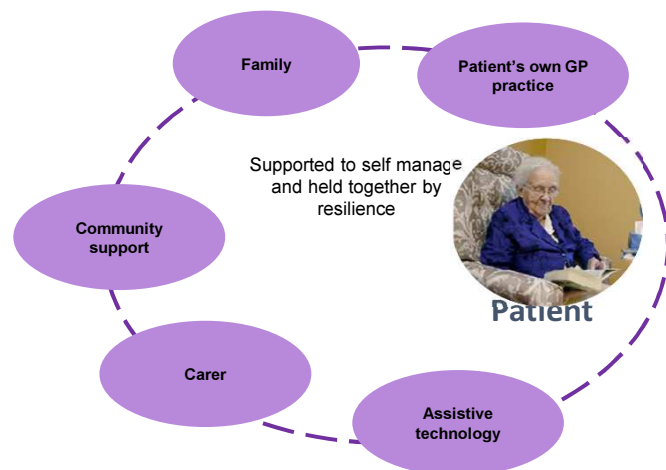 Family
Patient's own GP
practice
Supported to self manage
and held together by
resilience
Community
support
Patient
Carer
Assistive
technology